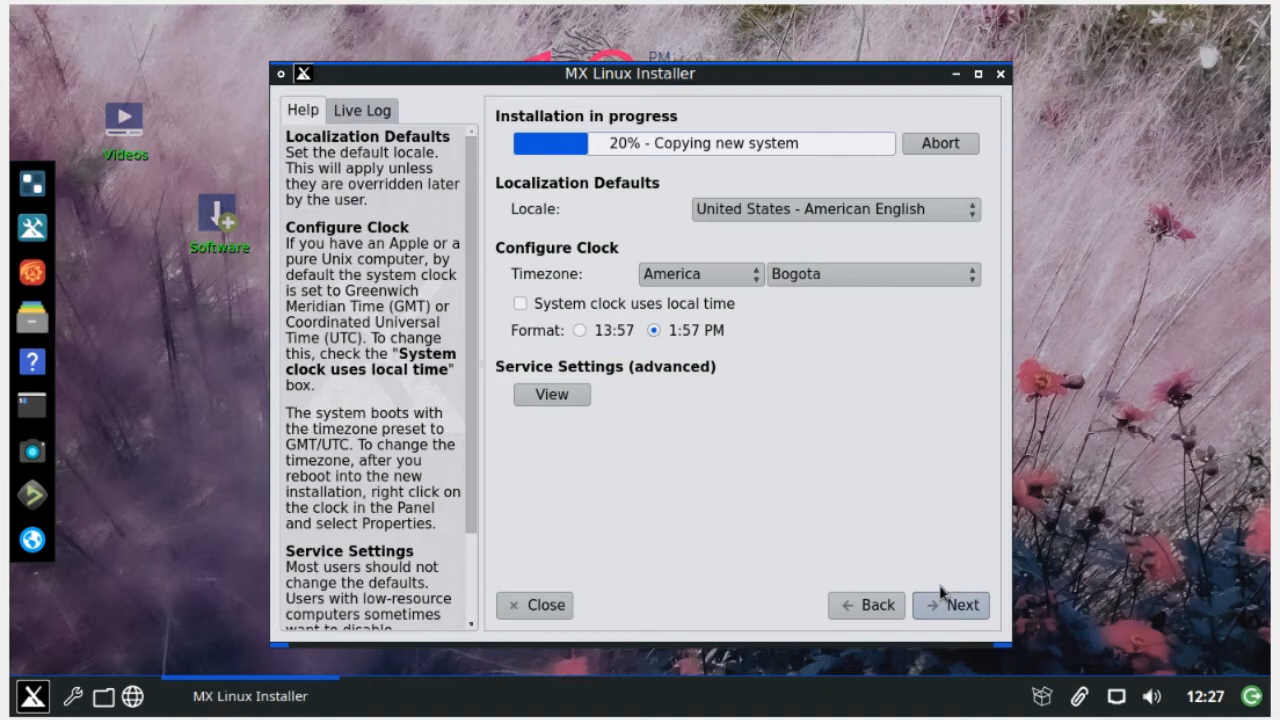 PM
MX Linux Installer
Videos
Software
Help
Live Log
Localization Defaults
Set the default locale.
This will apply unless
they are overridden later
by the user.
Configure Clock
If you have an Apple or a
pure Unix computer, by
default the system clock
is set to Greenwich
Meridian Time (GMT) or
Coordinated Universal
Time (UTC). To change
this, check the "System
clock uses local time"
box.
The system boots with
the timezone preset to
GMT/UTC. To change the
timezone, after you
reboot into the new
installation, right click on
the clock in the Panel
and select Properties.
Service Settings
Most users should not
change the defaults.
Users with low-resource
computers sometimes
want to disable
Installation in progress
20% - Copying new system
Abort
Localization Defaults
Locale:
United States - American English
Configure Clock
Timezone:
America
Bogota
System clock uses local time
Format:
13:57
1:57 PM
Service Settings (advanced)
View
Close
Back
Next
MX Linux Installer
12:27